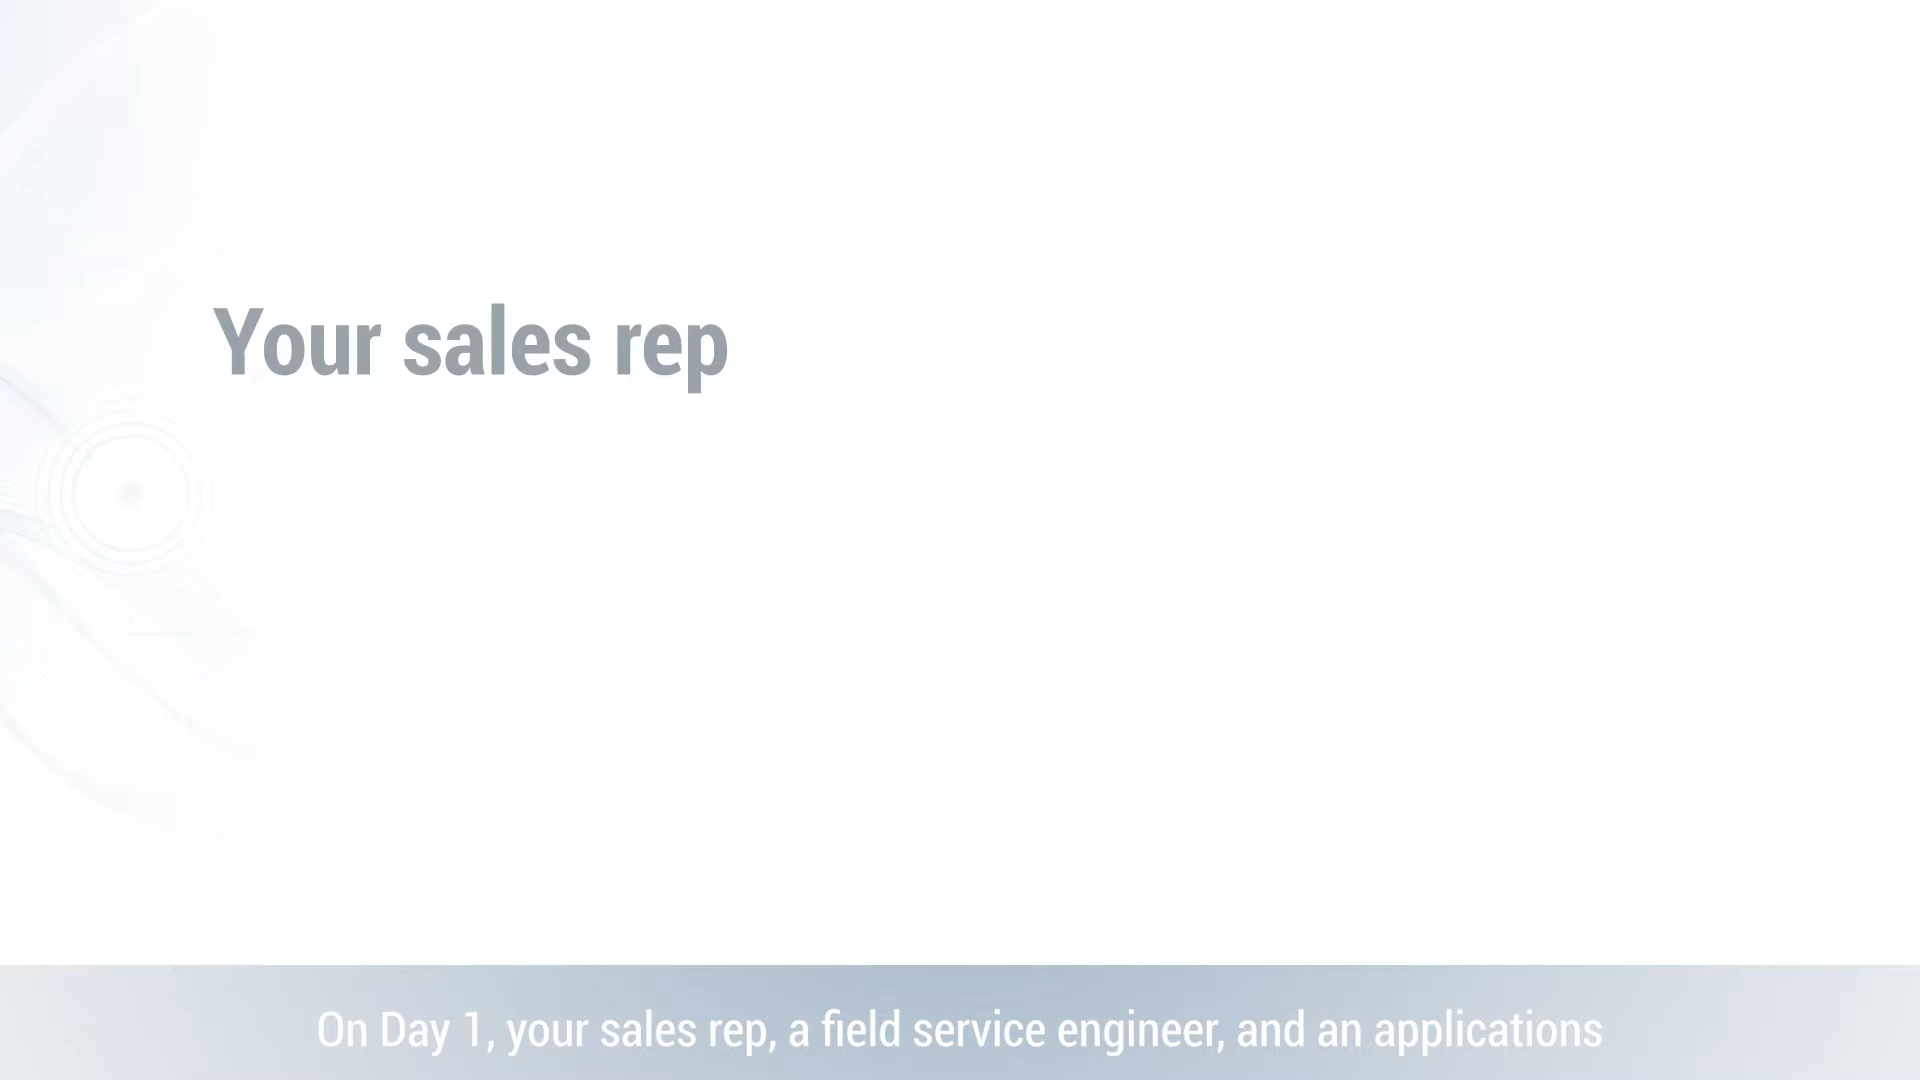 Your sales rep
On Day 1, your sales rep, a field service engineer, and an applications